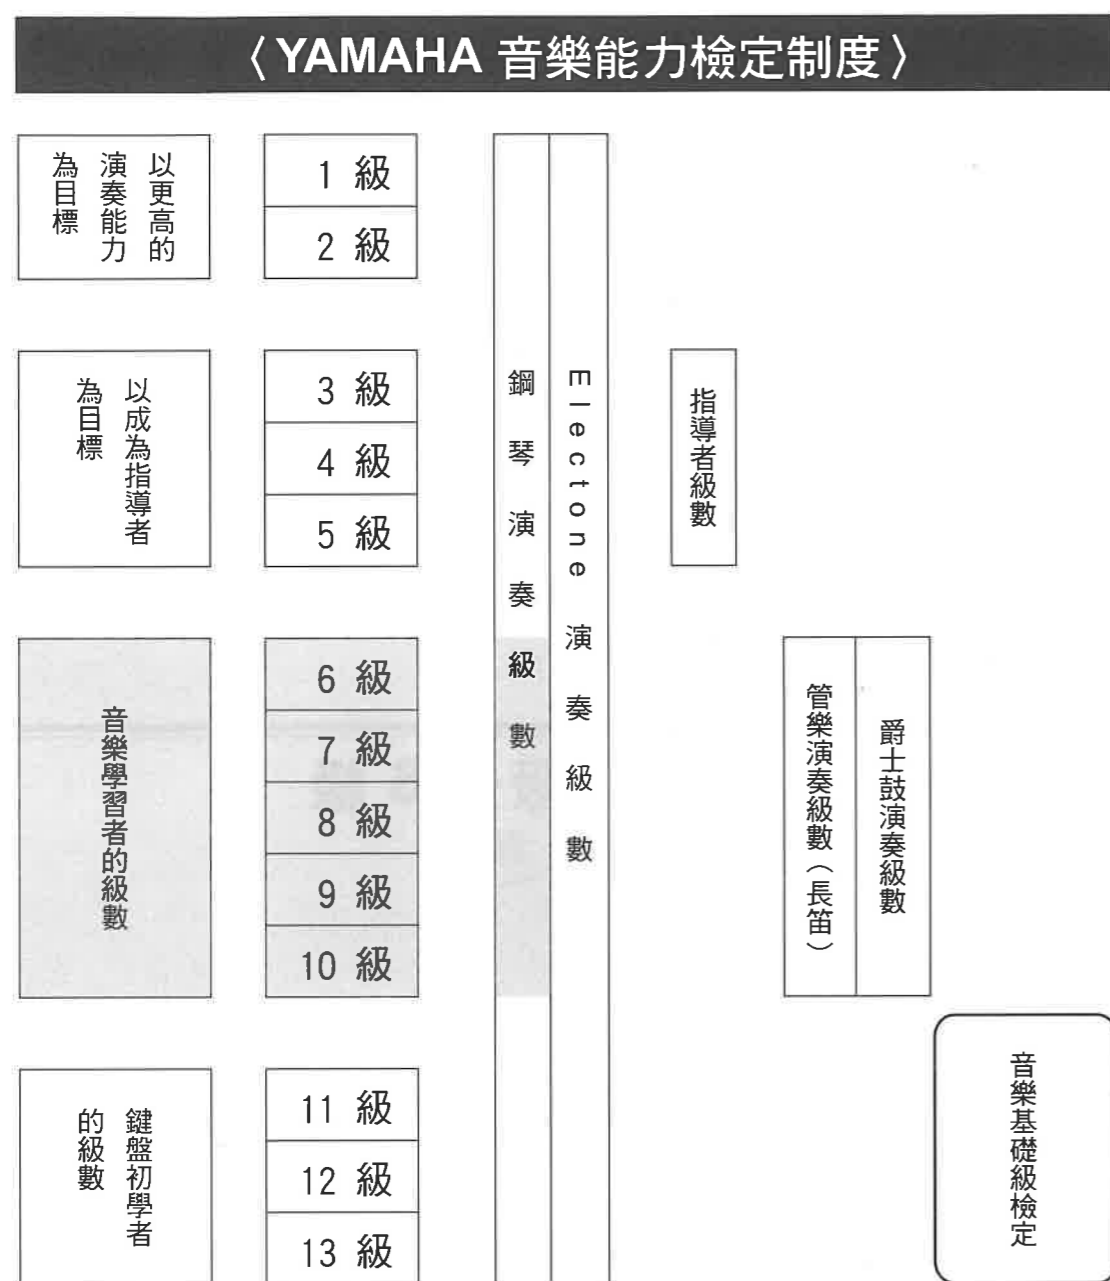 〈YAMAHA 音樂能力檢定制度〉
以更高的
演奏能力
為目標
1 級
2 級
以成為指導者
為目標
3 級
4 級
5 級
音樂學習者的級數
6 級
7 級
8 級
9 級
10 級
鍵盤初學者
的級數
11 級
12 級
13 級
鋼琴演奏級數
Electone 演奏級數
指導者級數
管樂演奏級數（長笛）
爵士鼓演奏級數
音樂基礎級檢定